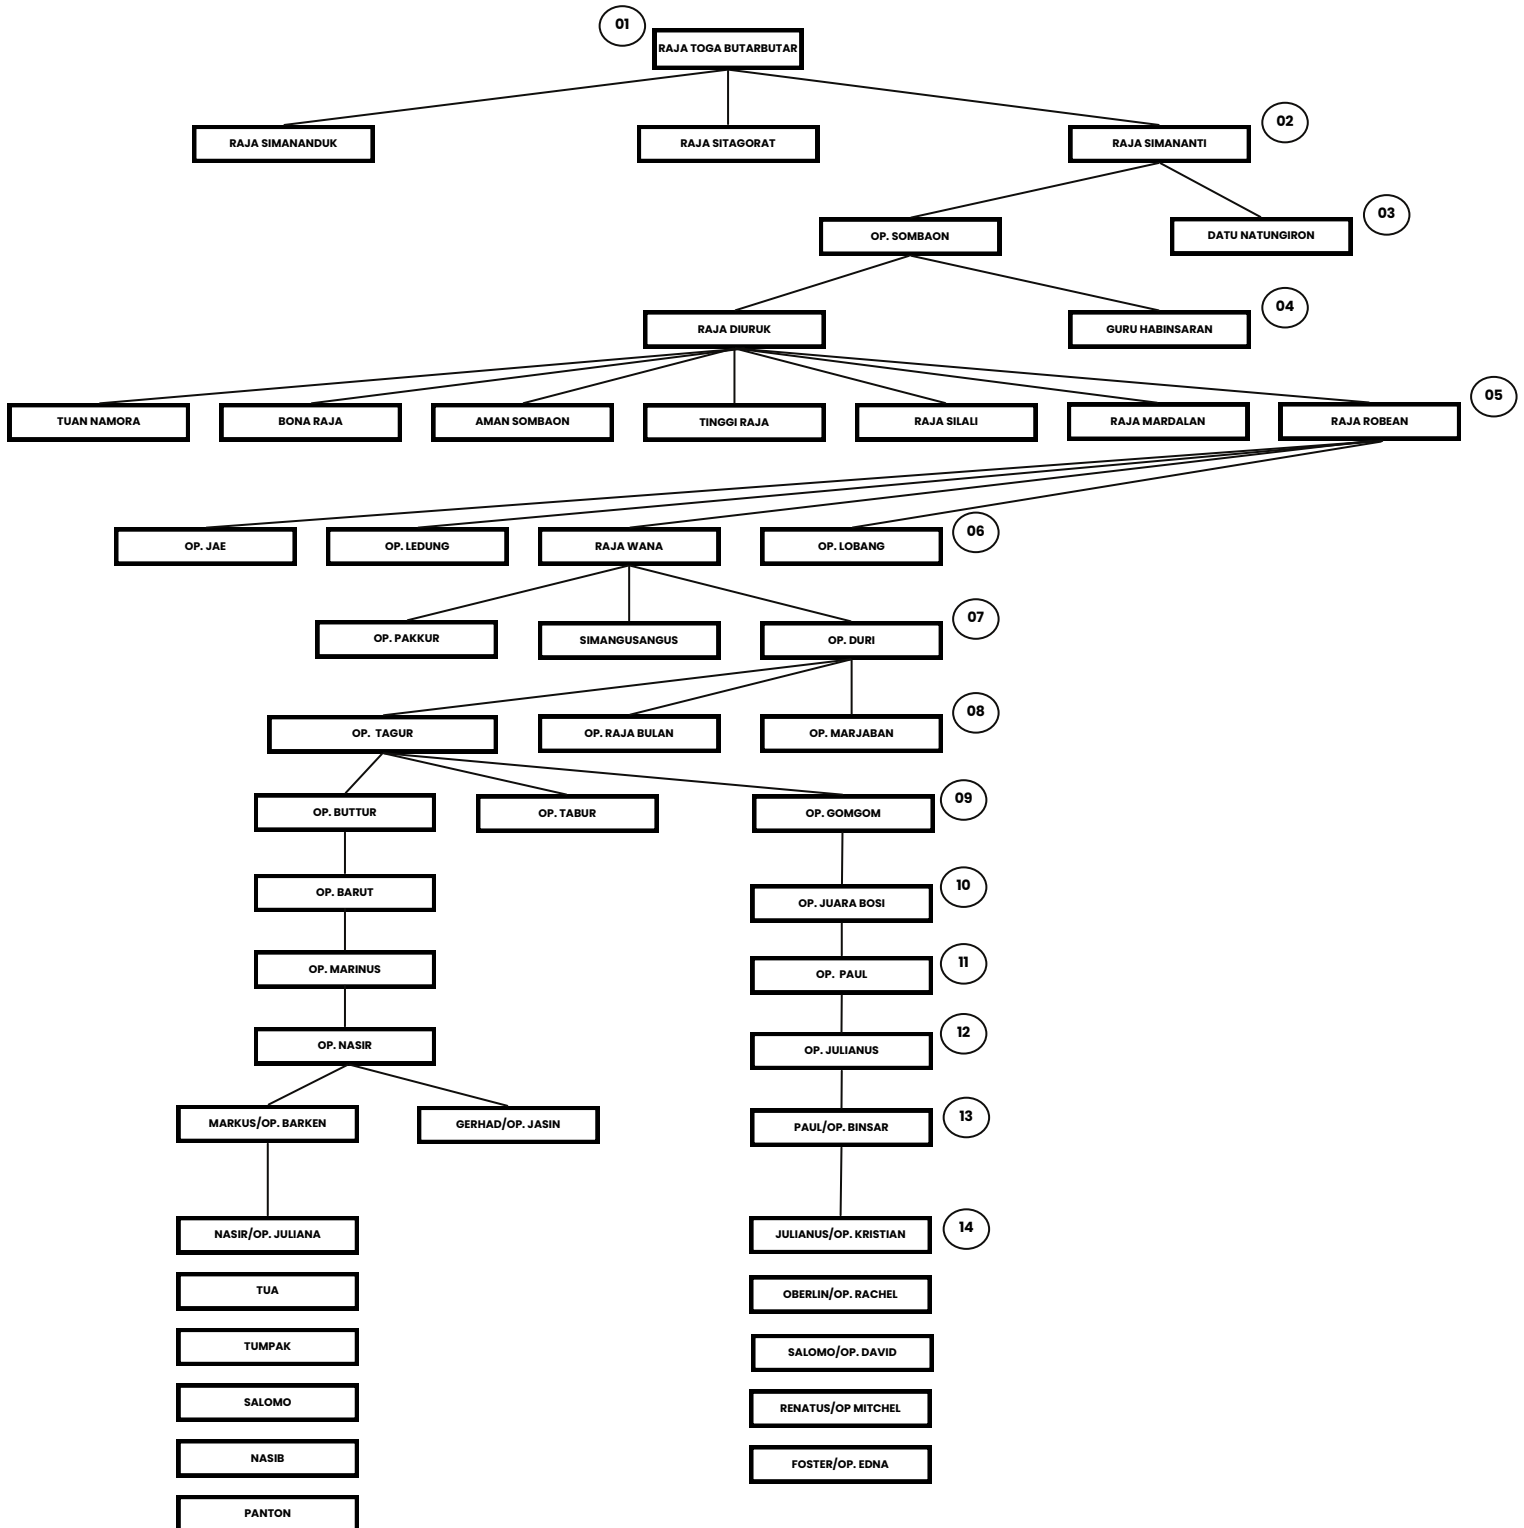 01
RAJA TOGA BUTARBUTAR
RAJA SIMANANDUK
RAJA SITAGORAT
RAJA SIMANANTI
02
OP. SOMBAON
DATU NATUNGIRON
03
RAJA DIURUK
GURU HABINSARAN
04
TUAN NAMORA
BONA RAJA
AMAN SOMBAON
TINGGI RAJA
RAJA SILALI
RAJA MARDALAN
RAJA ROBEAN
05
OP. JAE
OP. LEDUNG
RAJA WANA
OP. LOBANG
06
OP. PAKKUR
SIMANGUSANGUS
OP. DURI
07
OP. TAGUR
OP. RAJA BULAN
OP. MARJABAN
08
OP. BUTTUR
OP. TABUR
OP. GOMGOM
09
OP. BARUT
OP. JUARA BOSI
10
OP. MARINUS
OP. PAUL
11
OP. NASIR
OP. JULIANUS
12
MARKUS/OP. BARKEN
GERHAD/OP. JASIN
PAUL/OP. BINSAR
13
NASIR/OP. JULIANA
JULIANUS/OP. KRISTIAN
14
TUA
OBERLIN/OP. RACHEL
TUMPAK
SALOMO/OP. DAVID
SALOMO
RENATUS/OP MITCHEL
NASIB
FOSTER/OP. EDNA
PANTON